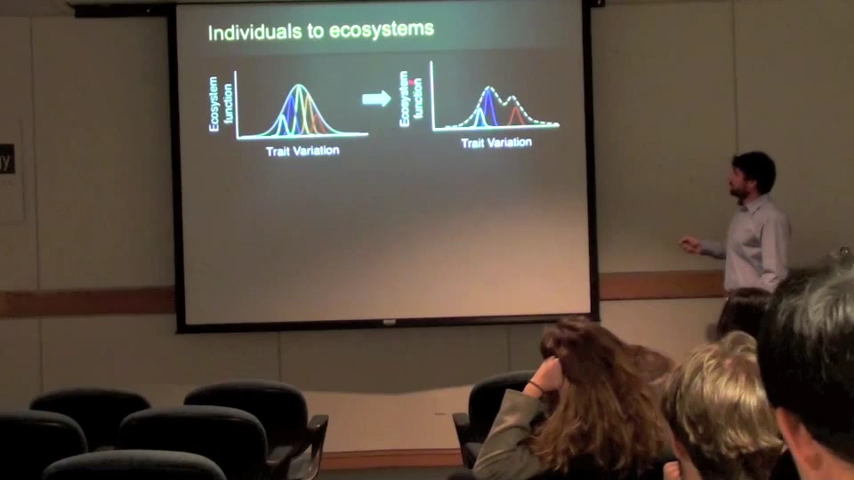 Individuals to ecosystems
Ecosystem
function
Trait Variation
Ecosystem
function
Trait Variation